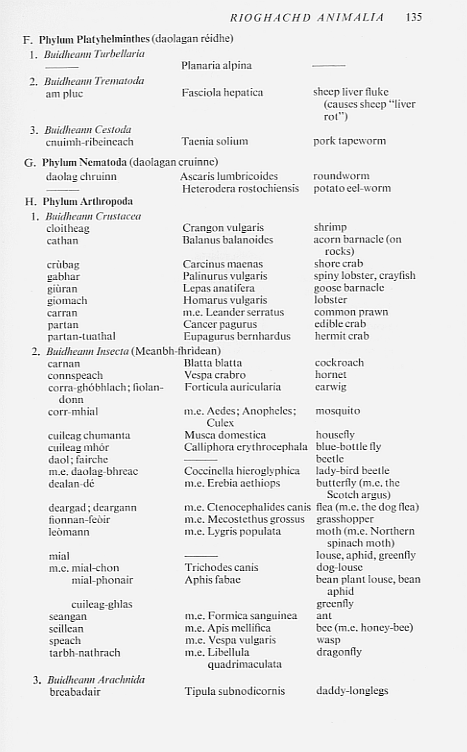 RIOGHACHD ANIMALIA 135
F. Phylum Platyhelminthes (daolagan rèidhe)
1. Buidheann Turbellaria
—— Planaria alpina ——
2. Buidheann Trematoda
am pluc Fasciola hepatica sheep liver fluke
(causes sheep “liver
rot”)
3. Buidheann Cestoda
cnuimh-ribeineach Taenia solium pork tapeworm
G. Phylum Nematoda (daolagan cruinne)
daolag chruinn Ascaris lumbricoides roundworm
—— Heterodera rostochiensis potato eel-worm
H. Phylum Arthropoda
1. Buidheann Crustacea
cloitheag Crangon vulgaris shrimp
cathan Balanus balanoides acorn barnacle (on
rocks)
crùbag Carcinus maenas shore crab
gabhar Palinurus vulgaris spiny lobster, crayfish
giùran Lepas anatifera goose barnacle
giomach Homarus vulgaris lobster
carran m.e. Leander serratus common prawn
partan Cancer pagurus edible crab
partan-tuathal Eupagurus bernhardus hermit crab
2. Buidheann Insecta (Meanbh-fhridean)
carnan Blatta blatta cockroach
connspeach Vespa crabro hornet
corra-ghòbhlach; fiolan- Forticula auricularia earwig
donn
corr-mhial m.e. Aedes; Anopheles; mosquito
Culex
cuileag chumanta Musca domestica housefly
cuileag mhór Calliphora erythrocephala blue-bottle fly
daol; fairche —— beetle
m.e. daolag-bhreac Coccinella hieroglyphica lady-bird beetle
dealan-dé m.e. Erebia aethiops butterfly (m.e. the
Scotch argus)
deargad; deargann m.e. Ctenocephalides canis flea (m.e. the dog flea)
fionnan-feòir m.e. Mecostethus grossus grasshopper
leòmann m.e. Lygris populata moth (m.e. Northern
spinach moth)
mial —— louse, aphid, greenfly
m.e. mial-chon Trichodes canis dog-louse
mial-phonair Aphis fabae bean plant louse, bean
aphid
cuileag-ghlas greenfly
seangan m.e. Formica sanguinea ant
seillean m.e. Apis mellifica bee (m.e. honey-bee)
speach m.e. Vespa vulgaris wasp
tarbh-nathrach m.e. Libellula dragonfly
quadrimaculata
3. Buidheann Arachnida
breabadair Tipula subnodicornis daddy-longlegs